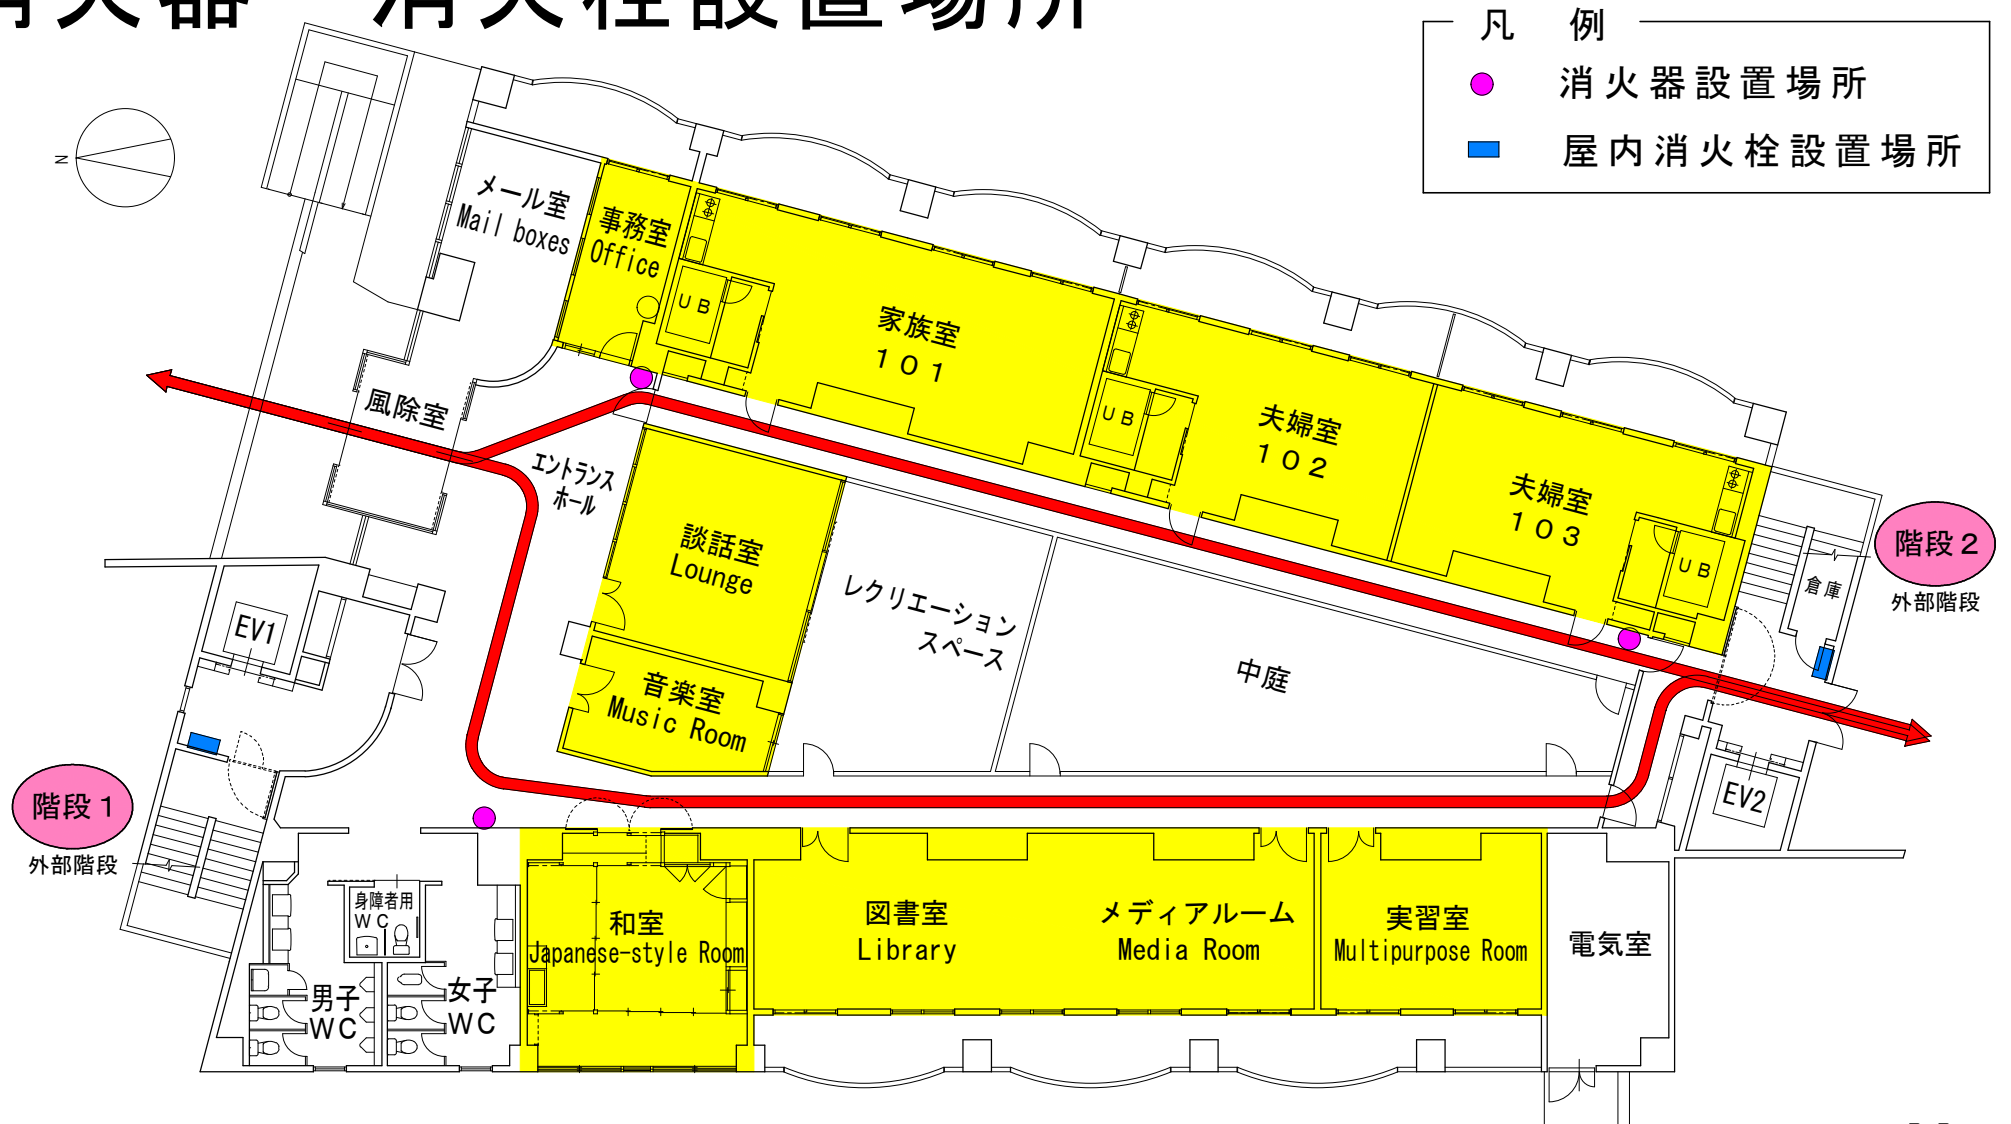 消火器 消火栓設置場所
凡 例
消火器設置場所
屋内消火栓設置場所
N
メール室
Mail boxes
事務室
Office
UB
家族室
101
UB
夫婦室
102
夫婦室
103
UB
風除室
エントランス
ホール
談話室
Lounge
レクリエーション
スペース
中庭
音楽室
Music Room
階段2
外部階段
倉庫
EV1
EV2
階段1
外部階段
身障者用
WC
男子
WC
女子
WC
和室
Japanese-style Room
図書室
Library
メディアルーム
Media Room
実習室
Multipurpose Room
電気室